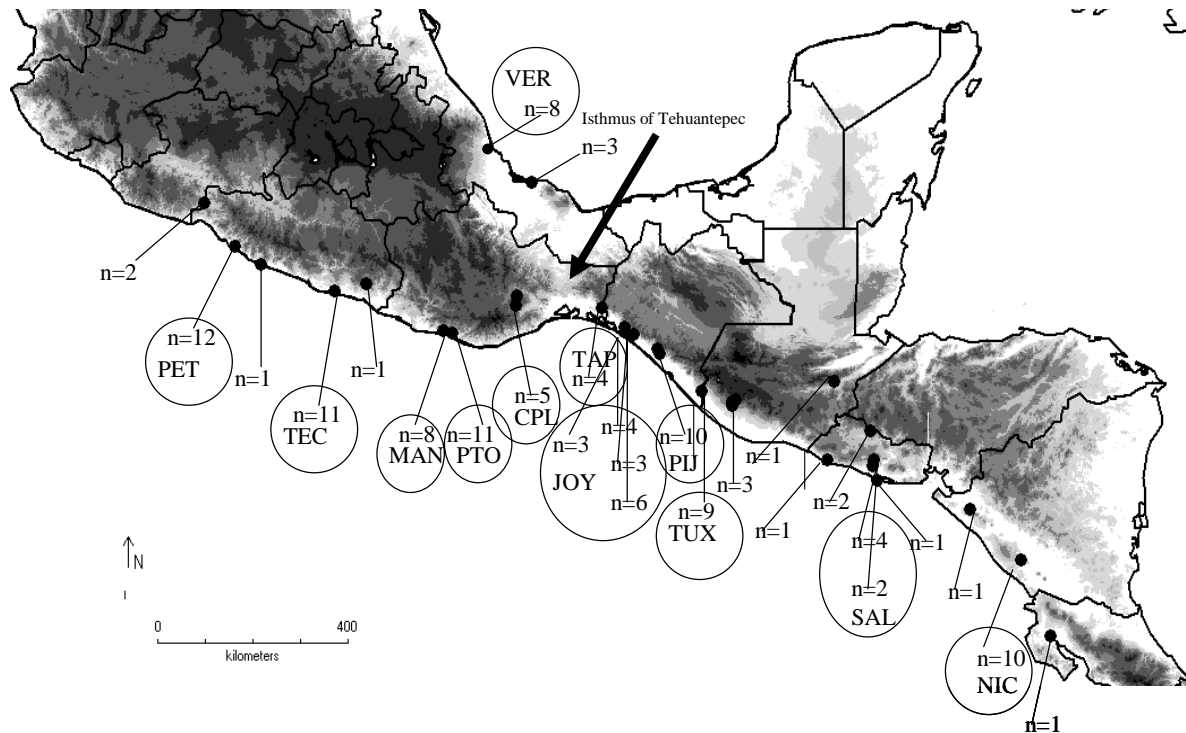 VER
n=8
Isthmus of Tehuantepec
n=3
n=2
n=12
PET
n=1
n=1
n=11
TEC
n=8
MAN
n=11
PTO
n=5
CPL
TAP
n=4
n=3
n=4
n=3
n=6
JOY
n=10
PIJ
n=9
TUX
n=3
n=1
n=1
n=2
n=4
n=1
n=2
SAL
n=1
n=10
NIC
n=1
N
0
400
kilometers